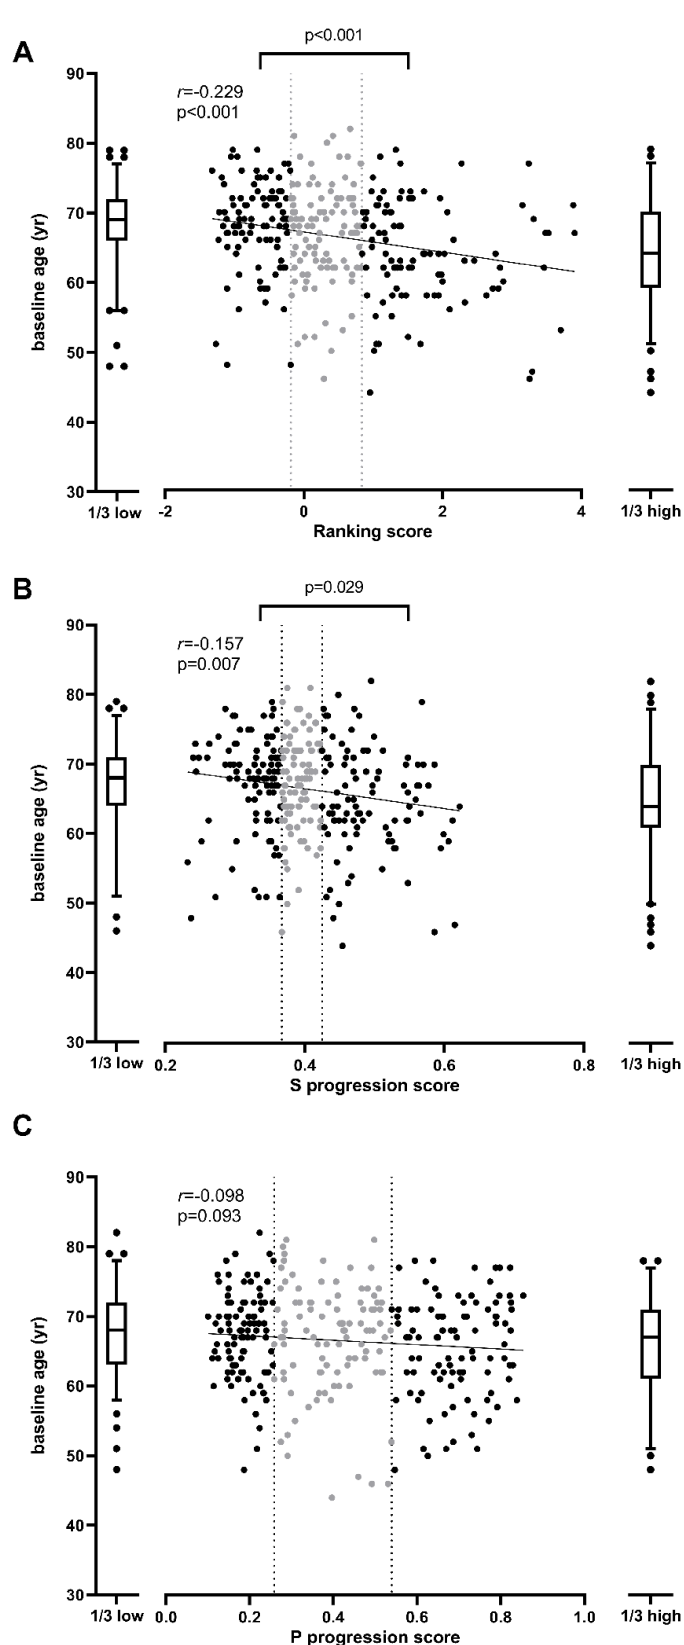 A
p<0.001
r=-0.229
p<0.001
90
80
70
60
50
40
30
baseline age (yr)
1/3 low
-2
0
2
4
1/3 high
Ranking score
B
p=0.029
r=-0.157
p=0.007
90
80
70
60
50
40
30
baseline age (yr)
1/3 low
0.2
0.4
0.6
0.8
1/3 high
S progression score
C
r=-0.098
p=0.093
90
80
70
60
50
40
30
baseline age (yr)
1/3 low
0.0
0.2
0.4
0.6
0.8
1.0
1/3 high
P progression score